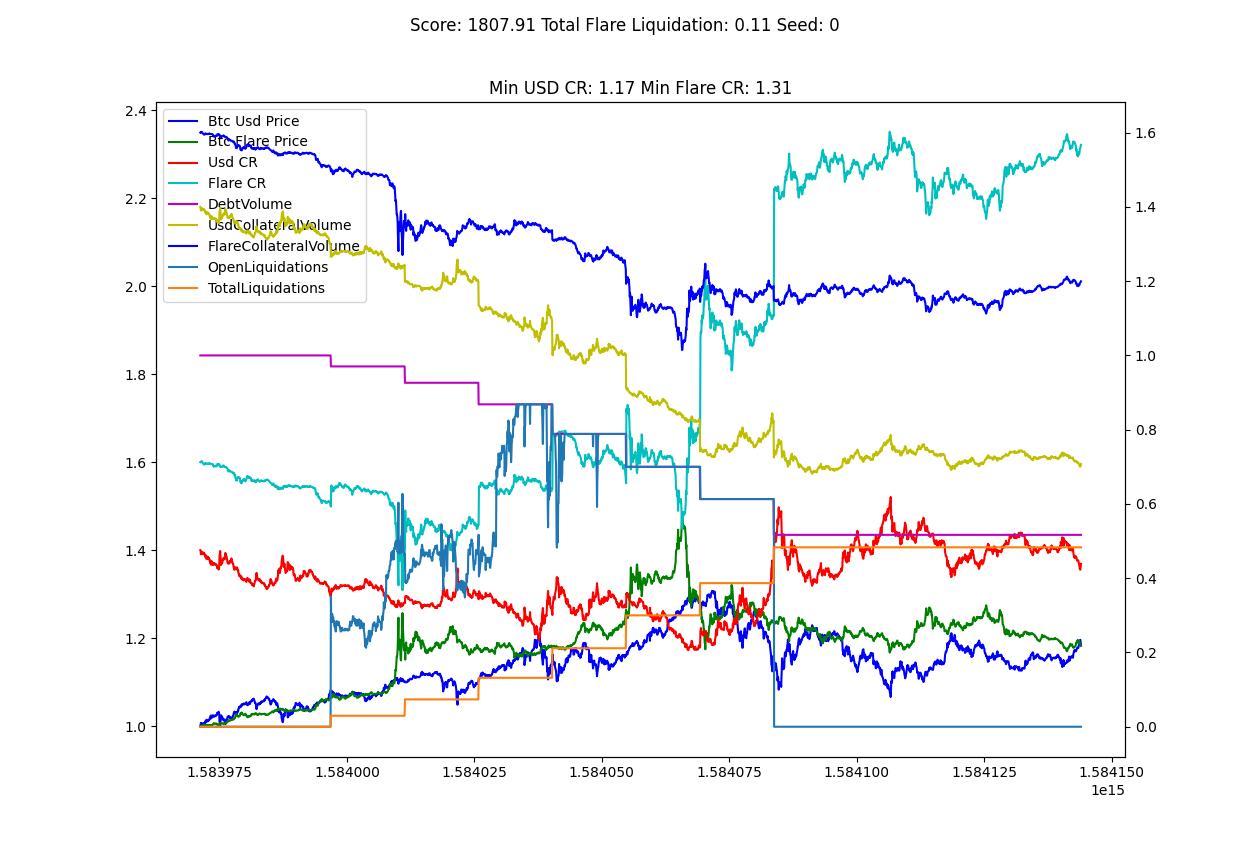 Score: 1807.91 Total Flare Liquidation: 0.11 Seed: 0
Min USD CR: 1.17 Min Flare CR: 1.31
Btc Usd Price
Btc Flare Price
Usd CR
Flare CR
DebtVolume
UsdCollateralVolume
FlareCollateralVolume
OpenLiquidations
TotalLiquidations
2.4
2.2
2.0
1.8
1.6
1.4
1.2
1.0
1.6
1.4
1.2
1.0
0.8
0.6
0.4
0.2
0.0
1.583975 1.584000 1.584025 1.584050 1.584075 1.584100 1.584125 1.584150
1e15